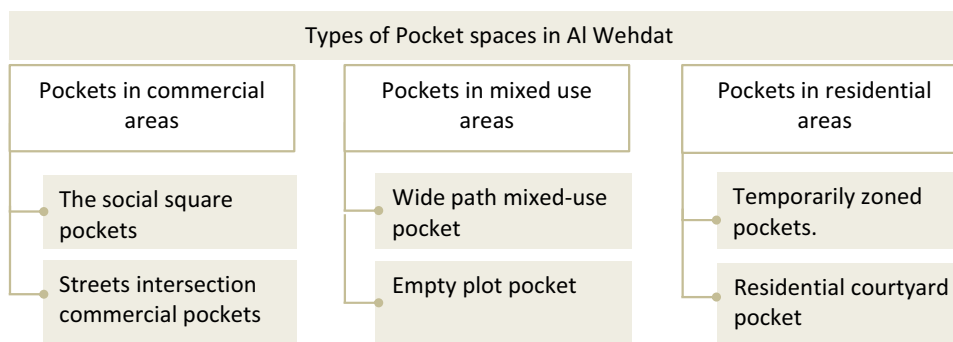 Types of Pocket spaces in Al Wehdat
Pockets in commercial
areas
The social square
pockets
Streets intersection
commercial pockets
Pockets in mixed use
areas
Wide path mixed-use
pocket
Empty plot pocket
Pockets in residential
areas
Temporarily zoned
pockets.
Residential courtyard
pocket